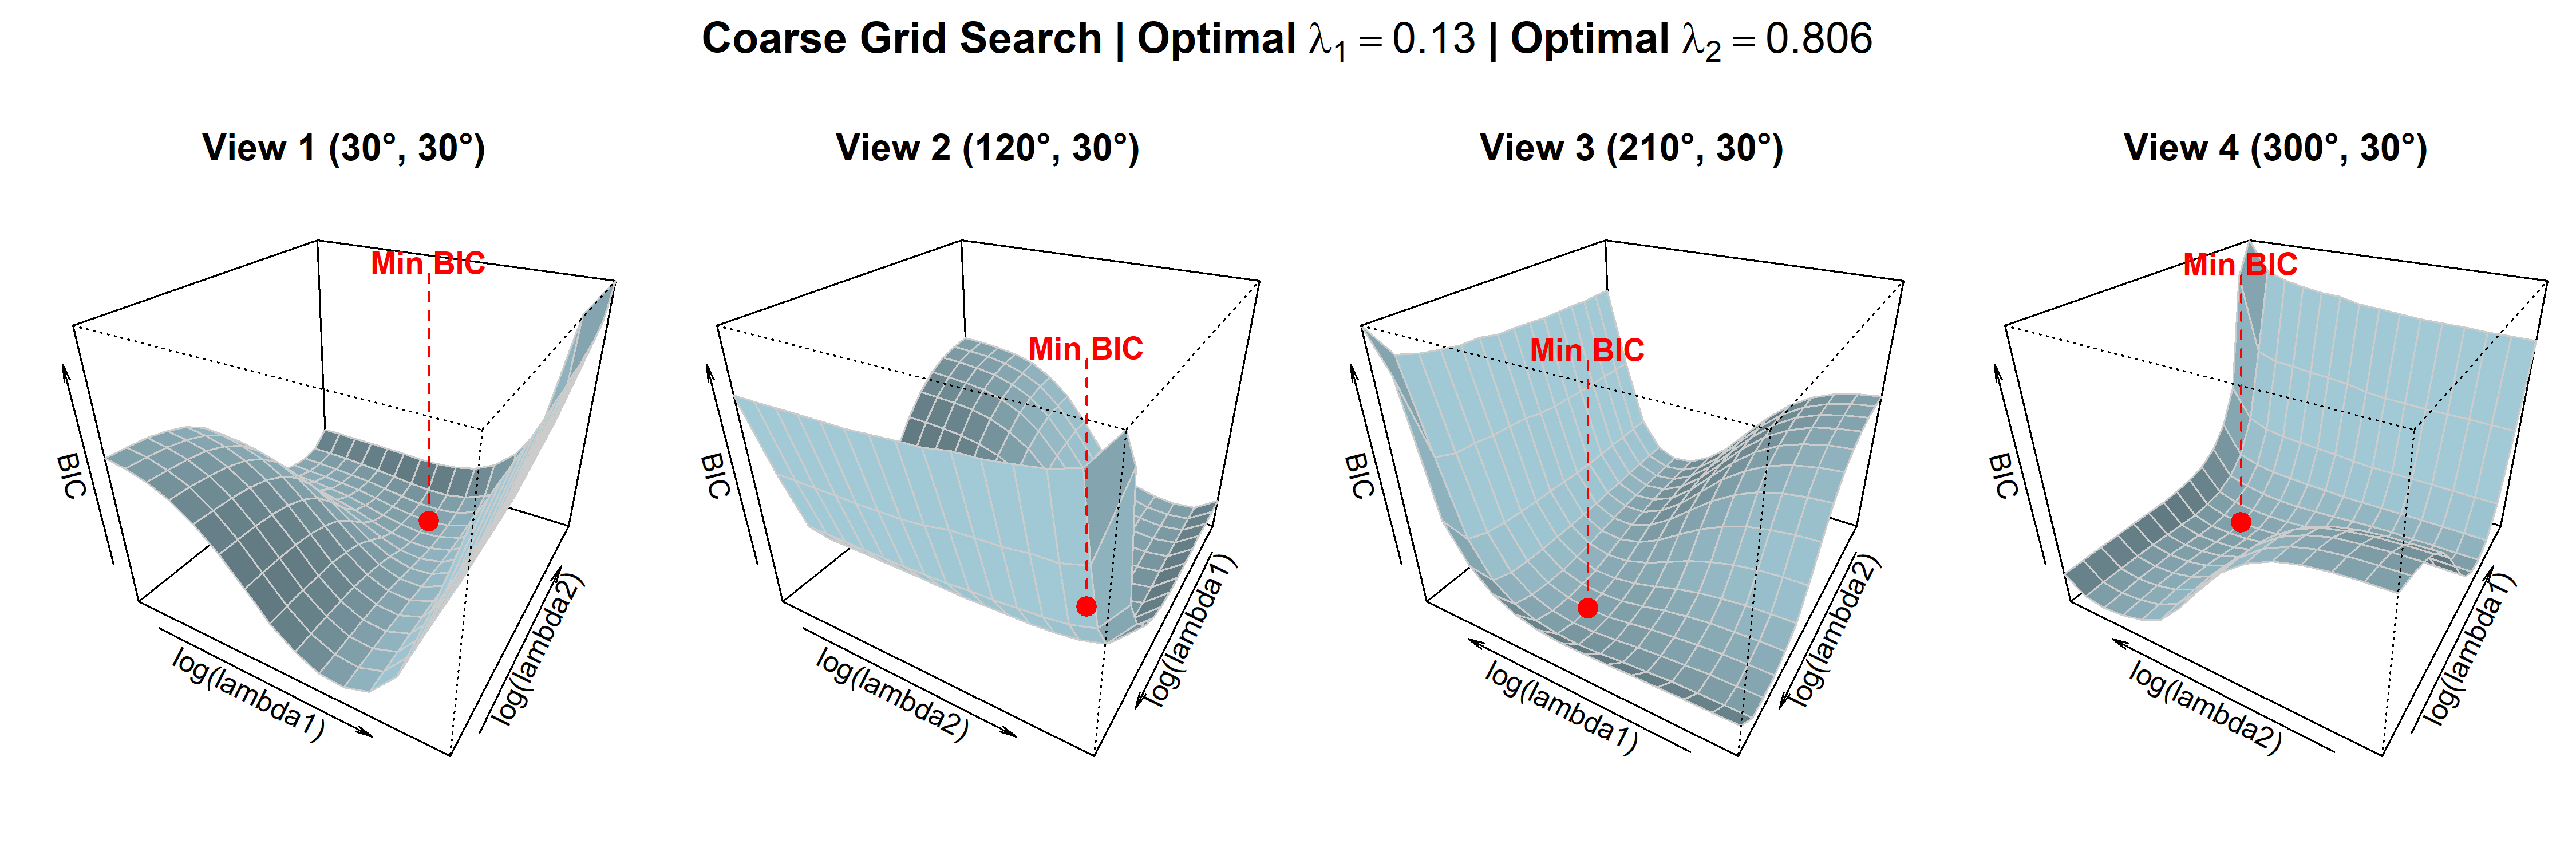 Coarse Grid Search | Optimal λ₁ = 0.13 | Optimal λ₂ = 0.806
View 1 (30°, 30°)
Min BIC
BIC
log(lambda1)
log(lambda2)
View 2 (120°, 30°)
Min BIC
BIC
log(lambda2)
log(lambda1)
View 3 (210°, 30°)
Min BIC
BIC
log(lambda1)
log(lambda2)
View 4 (300°, 30°)
Min BIC
BIC
log(lambda2)
log(lambda1)